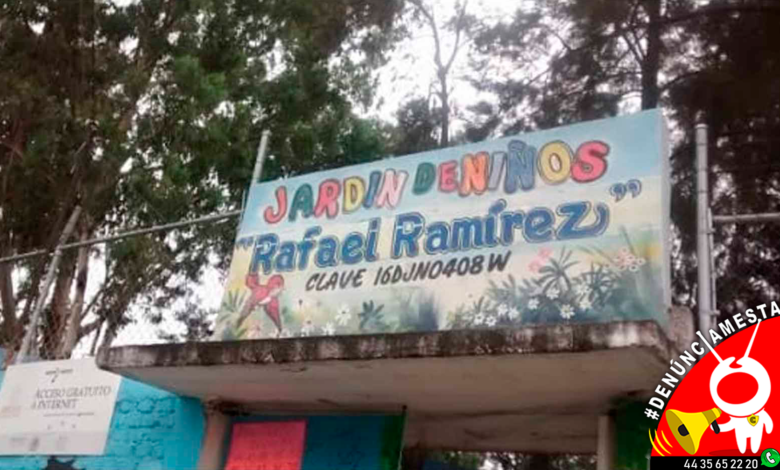 JARDIN DE NIÑOS
"Rafael Ramírez"
CLAVE 16DJN0408W
ACCESO GRATUITO
A INTERNET
#DENÚNCIAMESTA
44 35 65 22 20